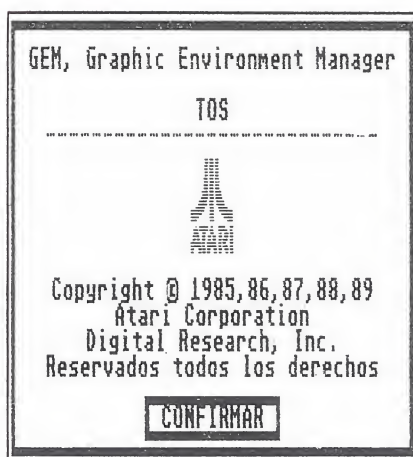 GEM, Graphic Environment Manager
TOS
ATARI
Copyright © 1985,86,87,88,89
Atari Corporation
Digital Research, Inc.
Reservados todos los derechos
CONFIRMAR